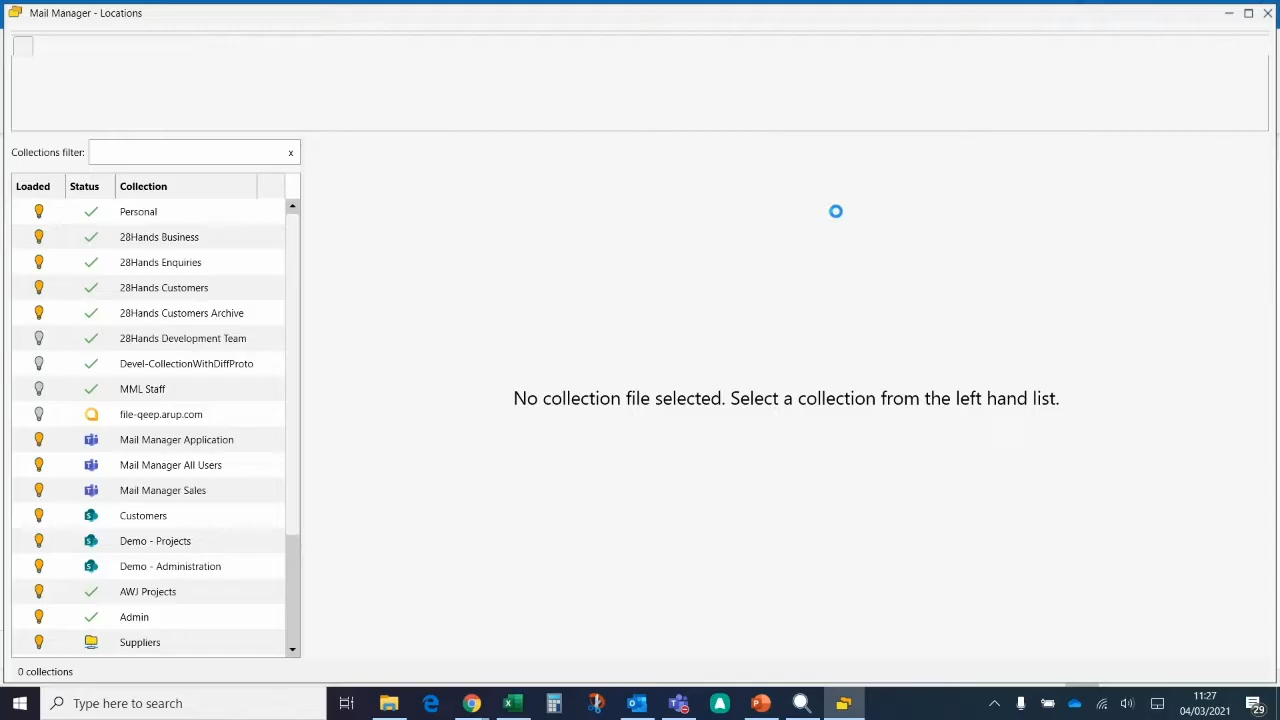 Mail Manager - Locations
Collections filter:
x
Loaded Status Collection
Personal
28Hands Business
28Hands Enquiries
28Hands Customers
28Hands Customers Archive
28Hands Development Team
Devel-CollectionWithDiffProto
MML Staff
file-qeep.arup.com
Mail Manager Application
Mail Manager All Users
Mail Manager Sales
Customers
Demo - Projects
Demo - Administration
AWJ Projects
Admin
Suppliers
No collection file selected. Select a collection from the left hand list.
0 collections
Type here to search
11:27
04/03/2021
29